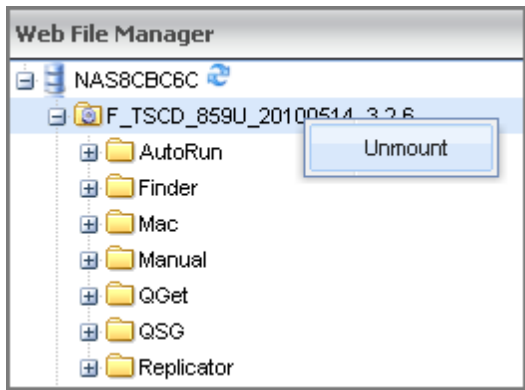 Web File Manager
NAS8CBC6C
F_TSCD_859U_20100514_3.2.6
Unmount
AutoRun
Finder
Mac
Manual
QGet
QSG
Replicator